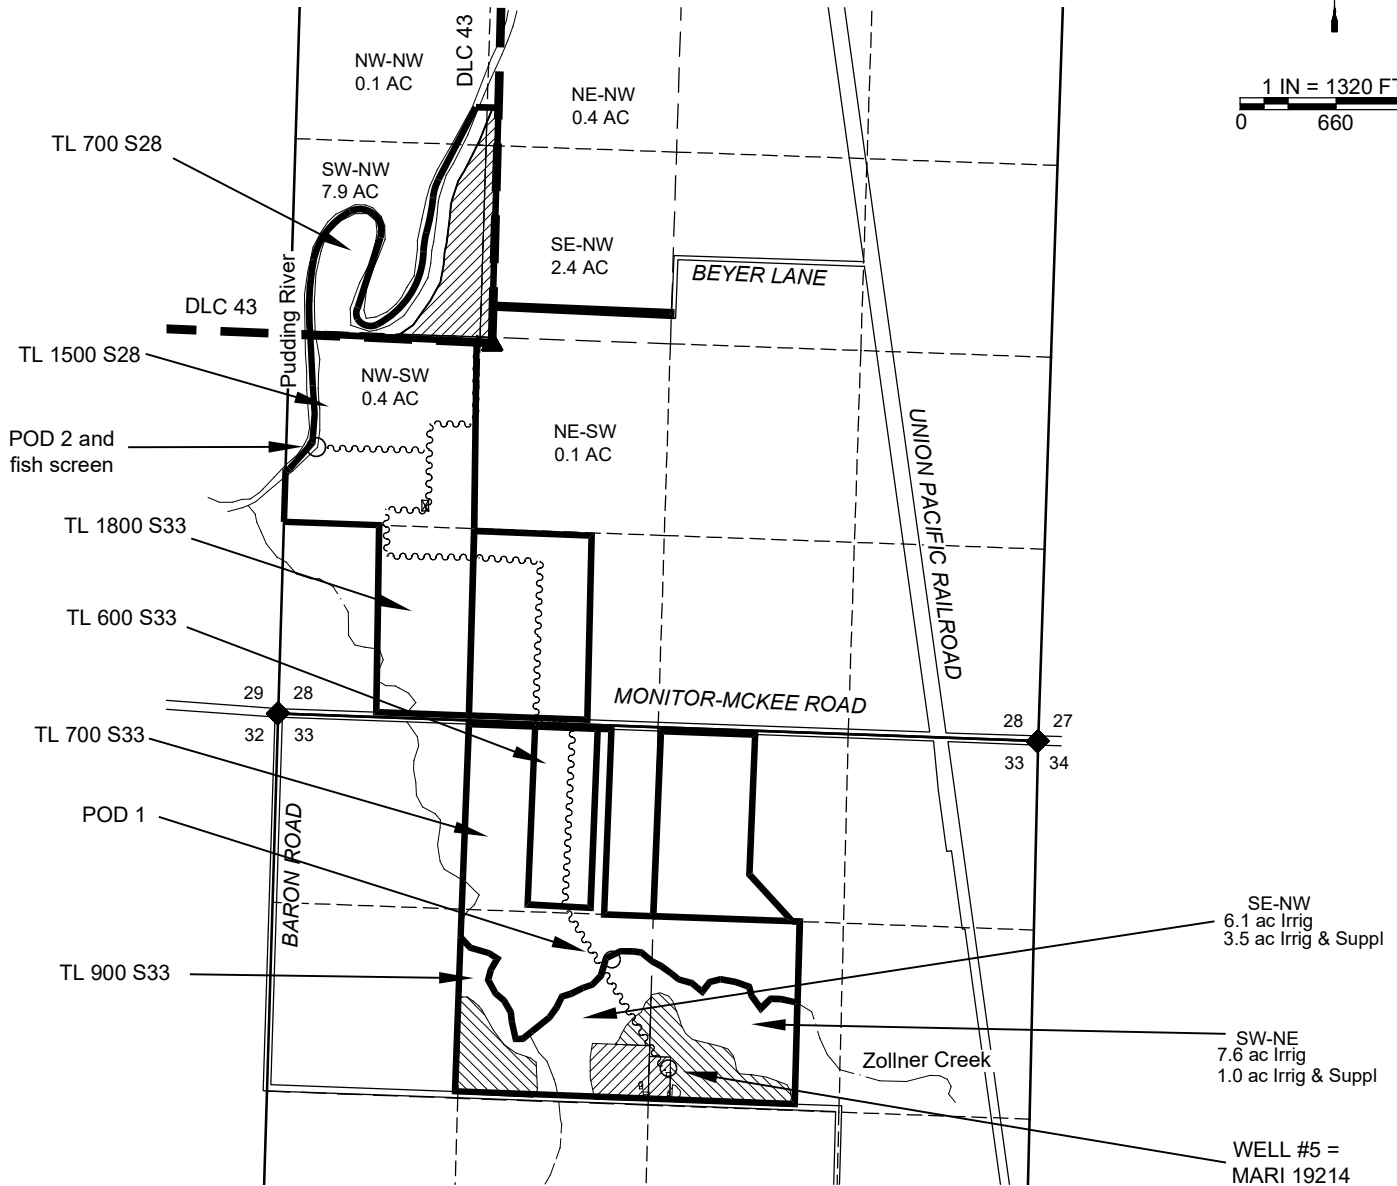 NW-NW
0.1 AC
DLC 43
NE-NW
0.4 AC
1 IN = 1320 FT
0
660
TL 700 S28
SW-NW
7.9 AC
SE-NW
2.4 AC
BEYER LANE
Pudding River
DLC 43
TL 1500 S28
NW-SW
0.4 AC
POD 2 and
fish screen
NE-SW
0.1 AC
UNION PACIFIC RAILROAD
TL 1800 S33
TL 600 S33
29
28
MONITOR-MCKEE ROAD
28
27
32
33
33
34
TL 700 S33
POD 1
BARON ROAD
SE-NW
6.1 ac Irrig
3.5 ac Irrig & Suppl
TL 900 S33
SW-NE
7.6 ac Irrig
1.0 ac Irrig & Suppl
Zollner Creek
WELL #5 =
MARI 19214